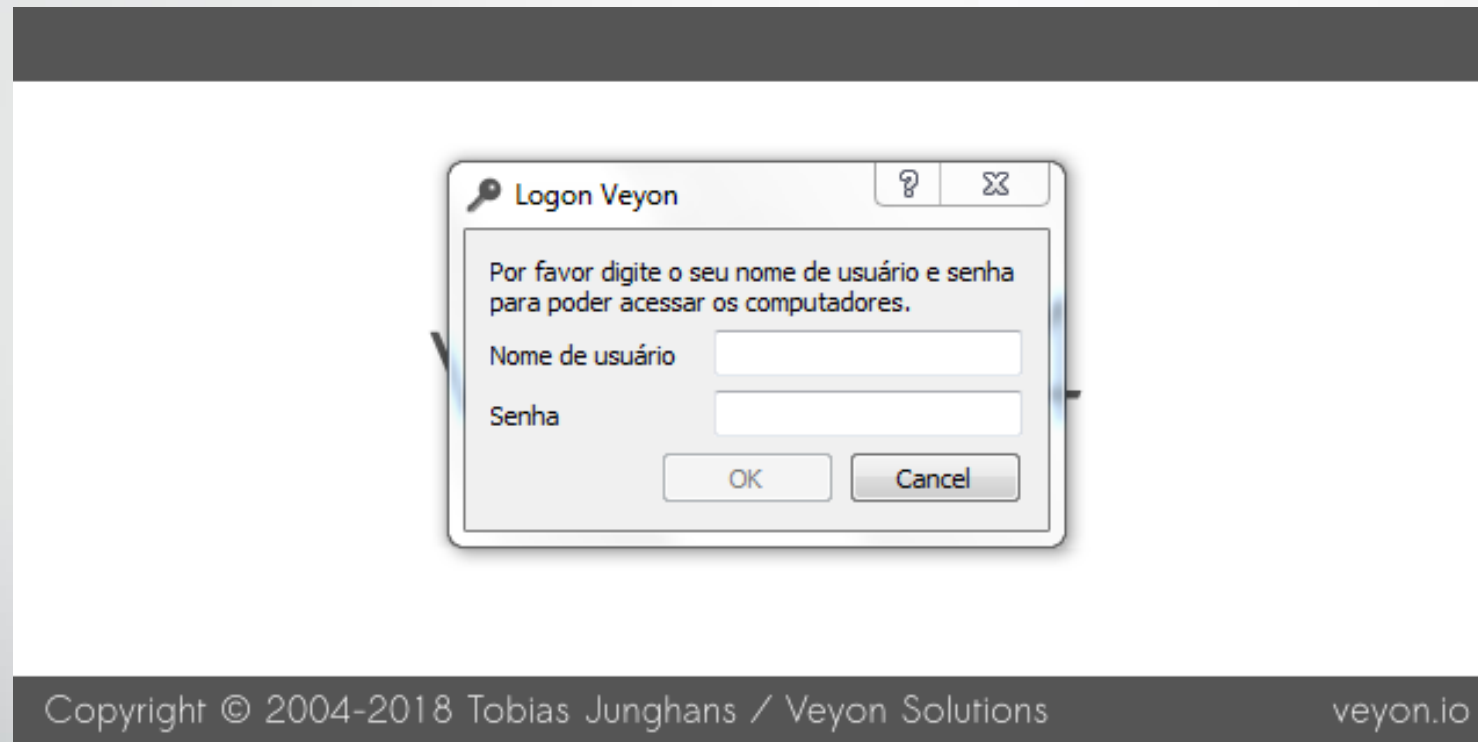 Logon Veyon
Por favor digite o seu nome de usuário e senha
para poder acessar os computadores.
Nome de usuário
Senha
OK
Cancel
Copyright © 2004-2018 Tobias Junghans / Veyon Solutions
veyon.io